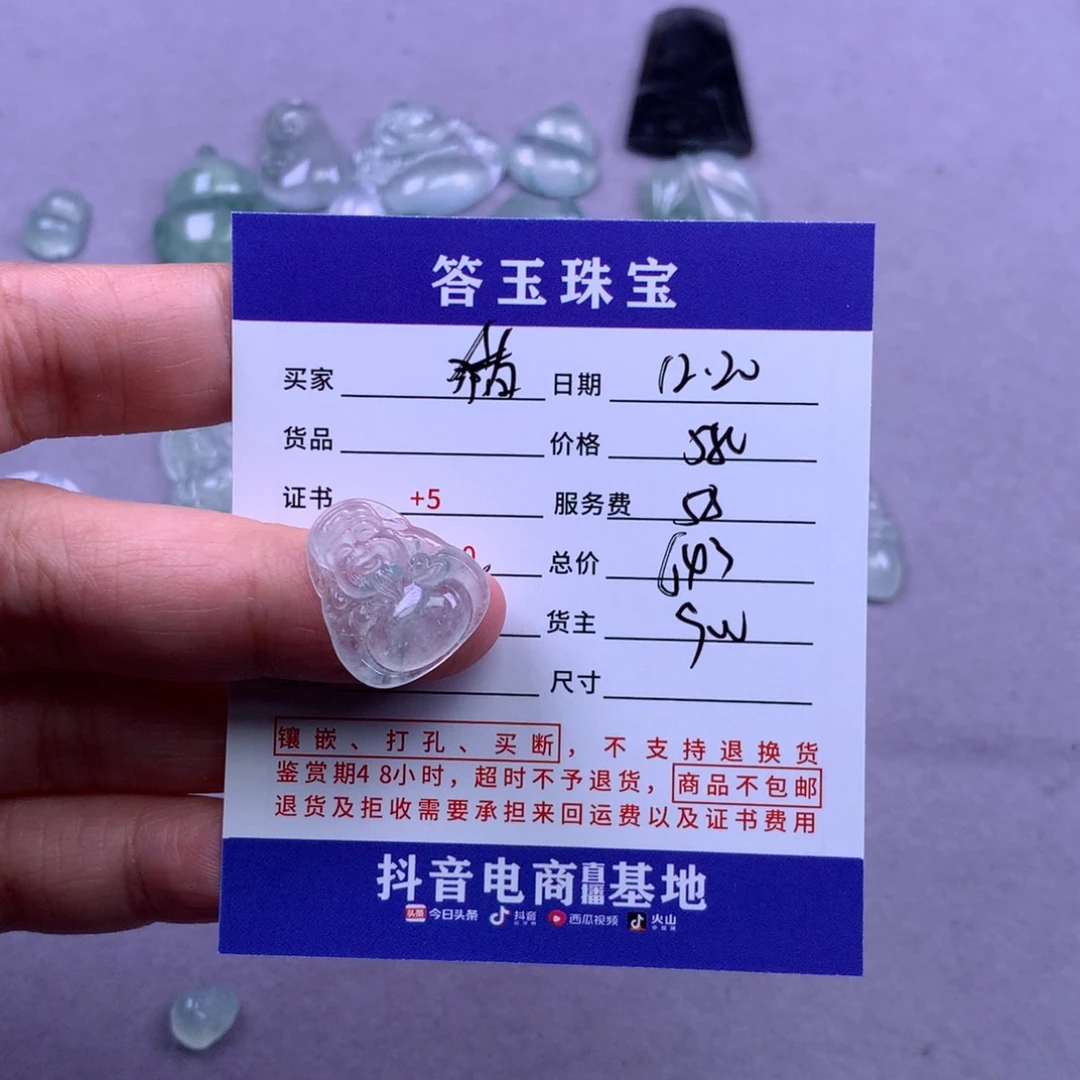 答玉珠宝
买家 日期 12.20
货品 价格 580
证书 +5 服务费 58
总价 643
货主 SW
尺寸
镶嵌、打孔、买断，不支持退换货
鉴赏期48小时，超时不予退货，商品不包邮
退货及拒收需要承担来回运费以及证书费用
抖音电商直播基地
头条 今日头条 抖音 西瓜视频 火山